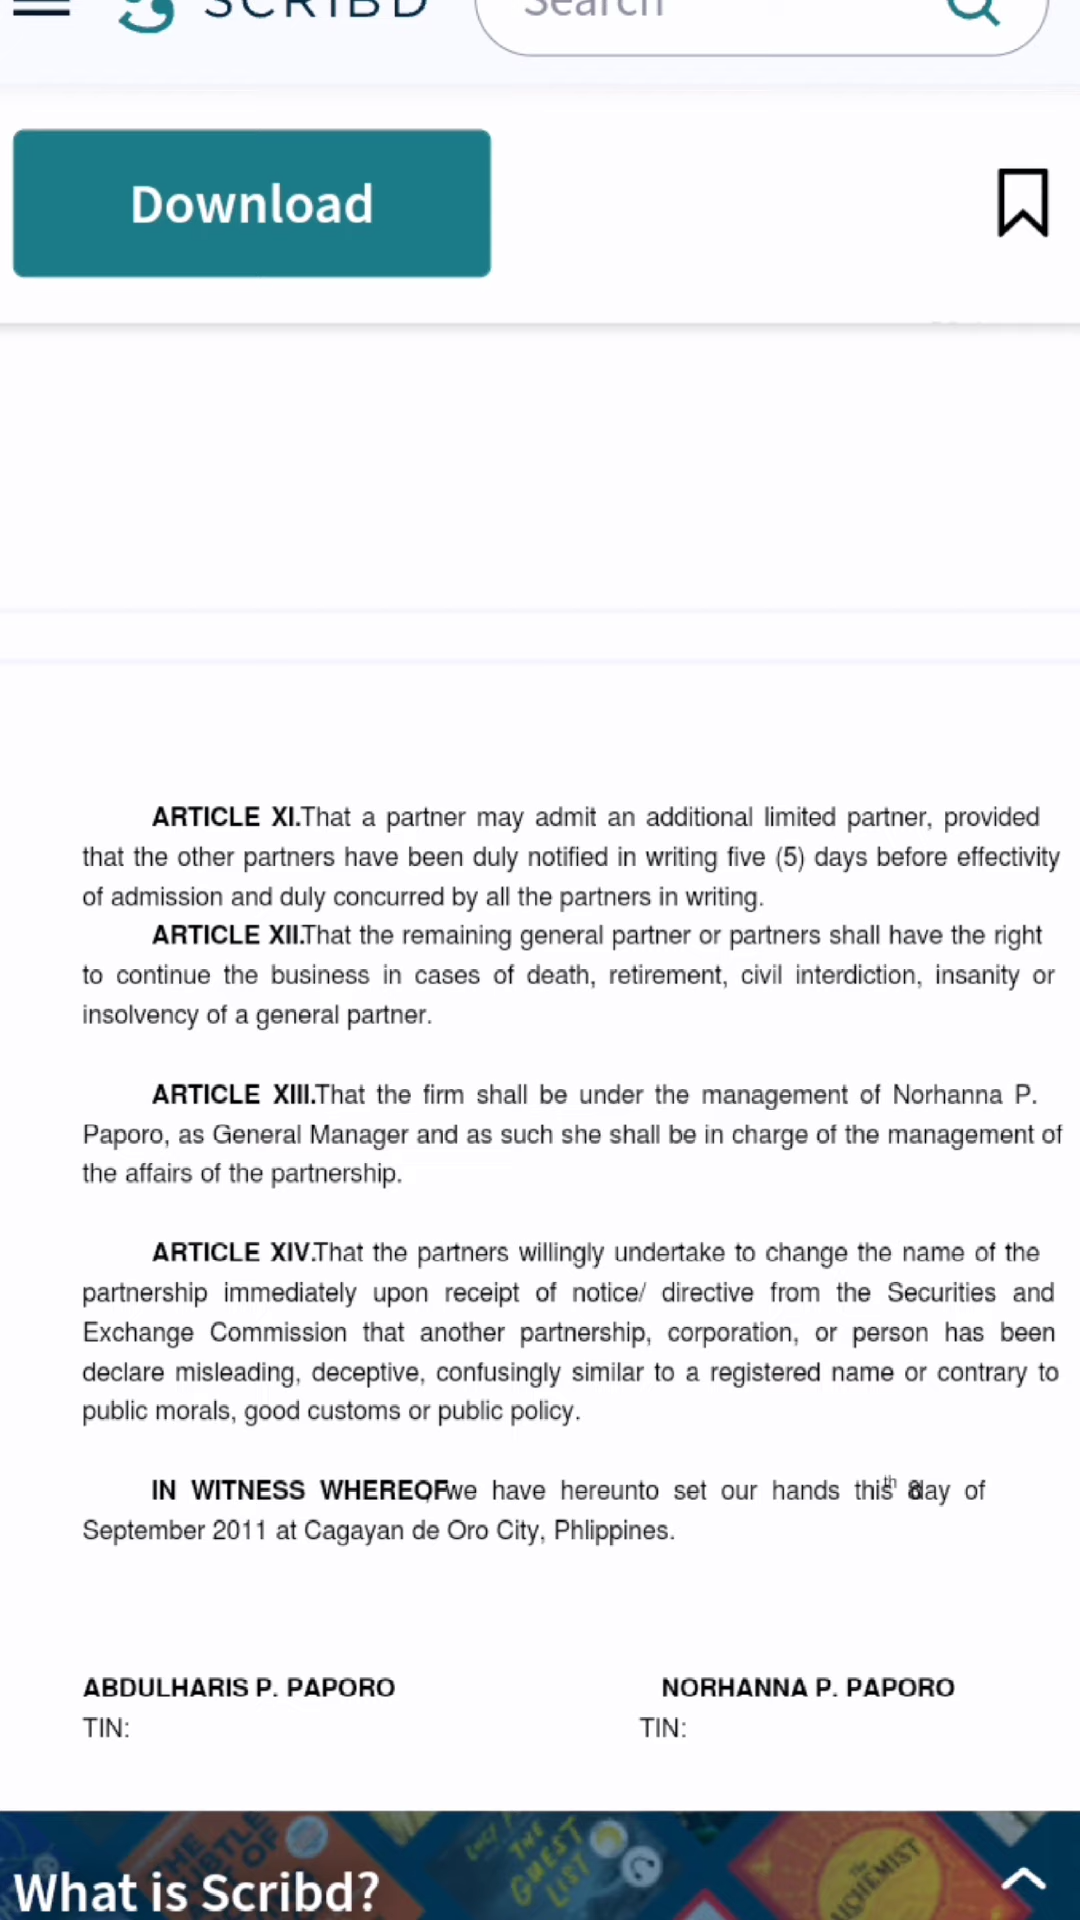 SCRIBD
Search
Download
ARTICLE XI.That a partner may admit an additional limited partner, provided
that the other partners have been duly notified in writing five (5) days before effectivity
of admission and duly concurred by all the partners in writing.
ARTICLE XII.That the remaining general partner or partners shall have the right
to continue the business in cases of death, retirement, civil interdiction, insanity or
insolvency of a general partner.
ARTICLE XIII.That the firm shall be under the management of Norhanna P.
Paporo, as General Manager and as such she shall be in charge of the management of
the affairs of the partnership.
ARTICLE XIV.That the partners willingly undertake to change the name of the
partnership immediately upon receipt of notice/ directive from the Securities and
Exchange Commission that another partnership, corporation, or person has been
declare misleading, deceptive, confusingly similar to a registered name or contrary to
public morals, good customs or public policy.
IN WITNESS WHEREOF, we have hereunto set our hands this 8th day of
September 2011 at Cagayan de Oro City, Phlippines.
ABDULHARIS P. PAPORO NORHANNA P. PAPORO
TIN: TIN:
THE GUEST LIST
ALCHEMIST
What is Scribd?